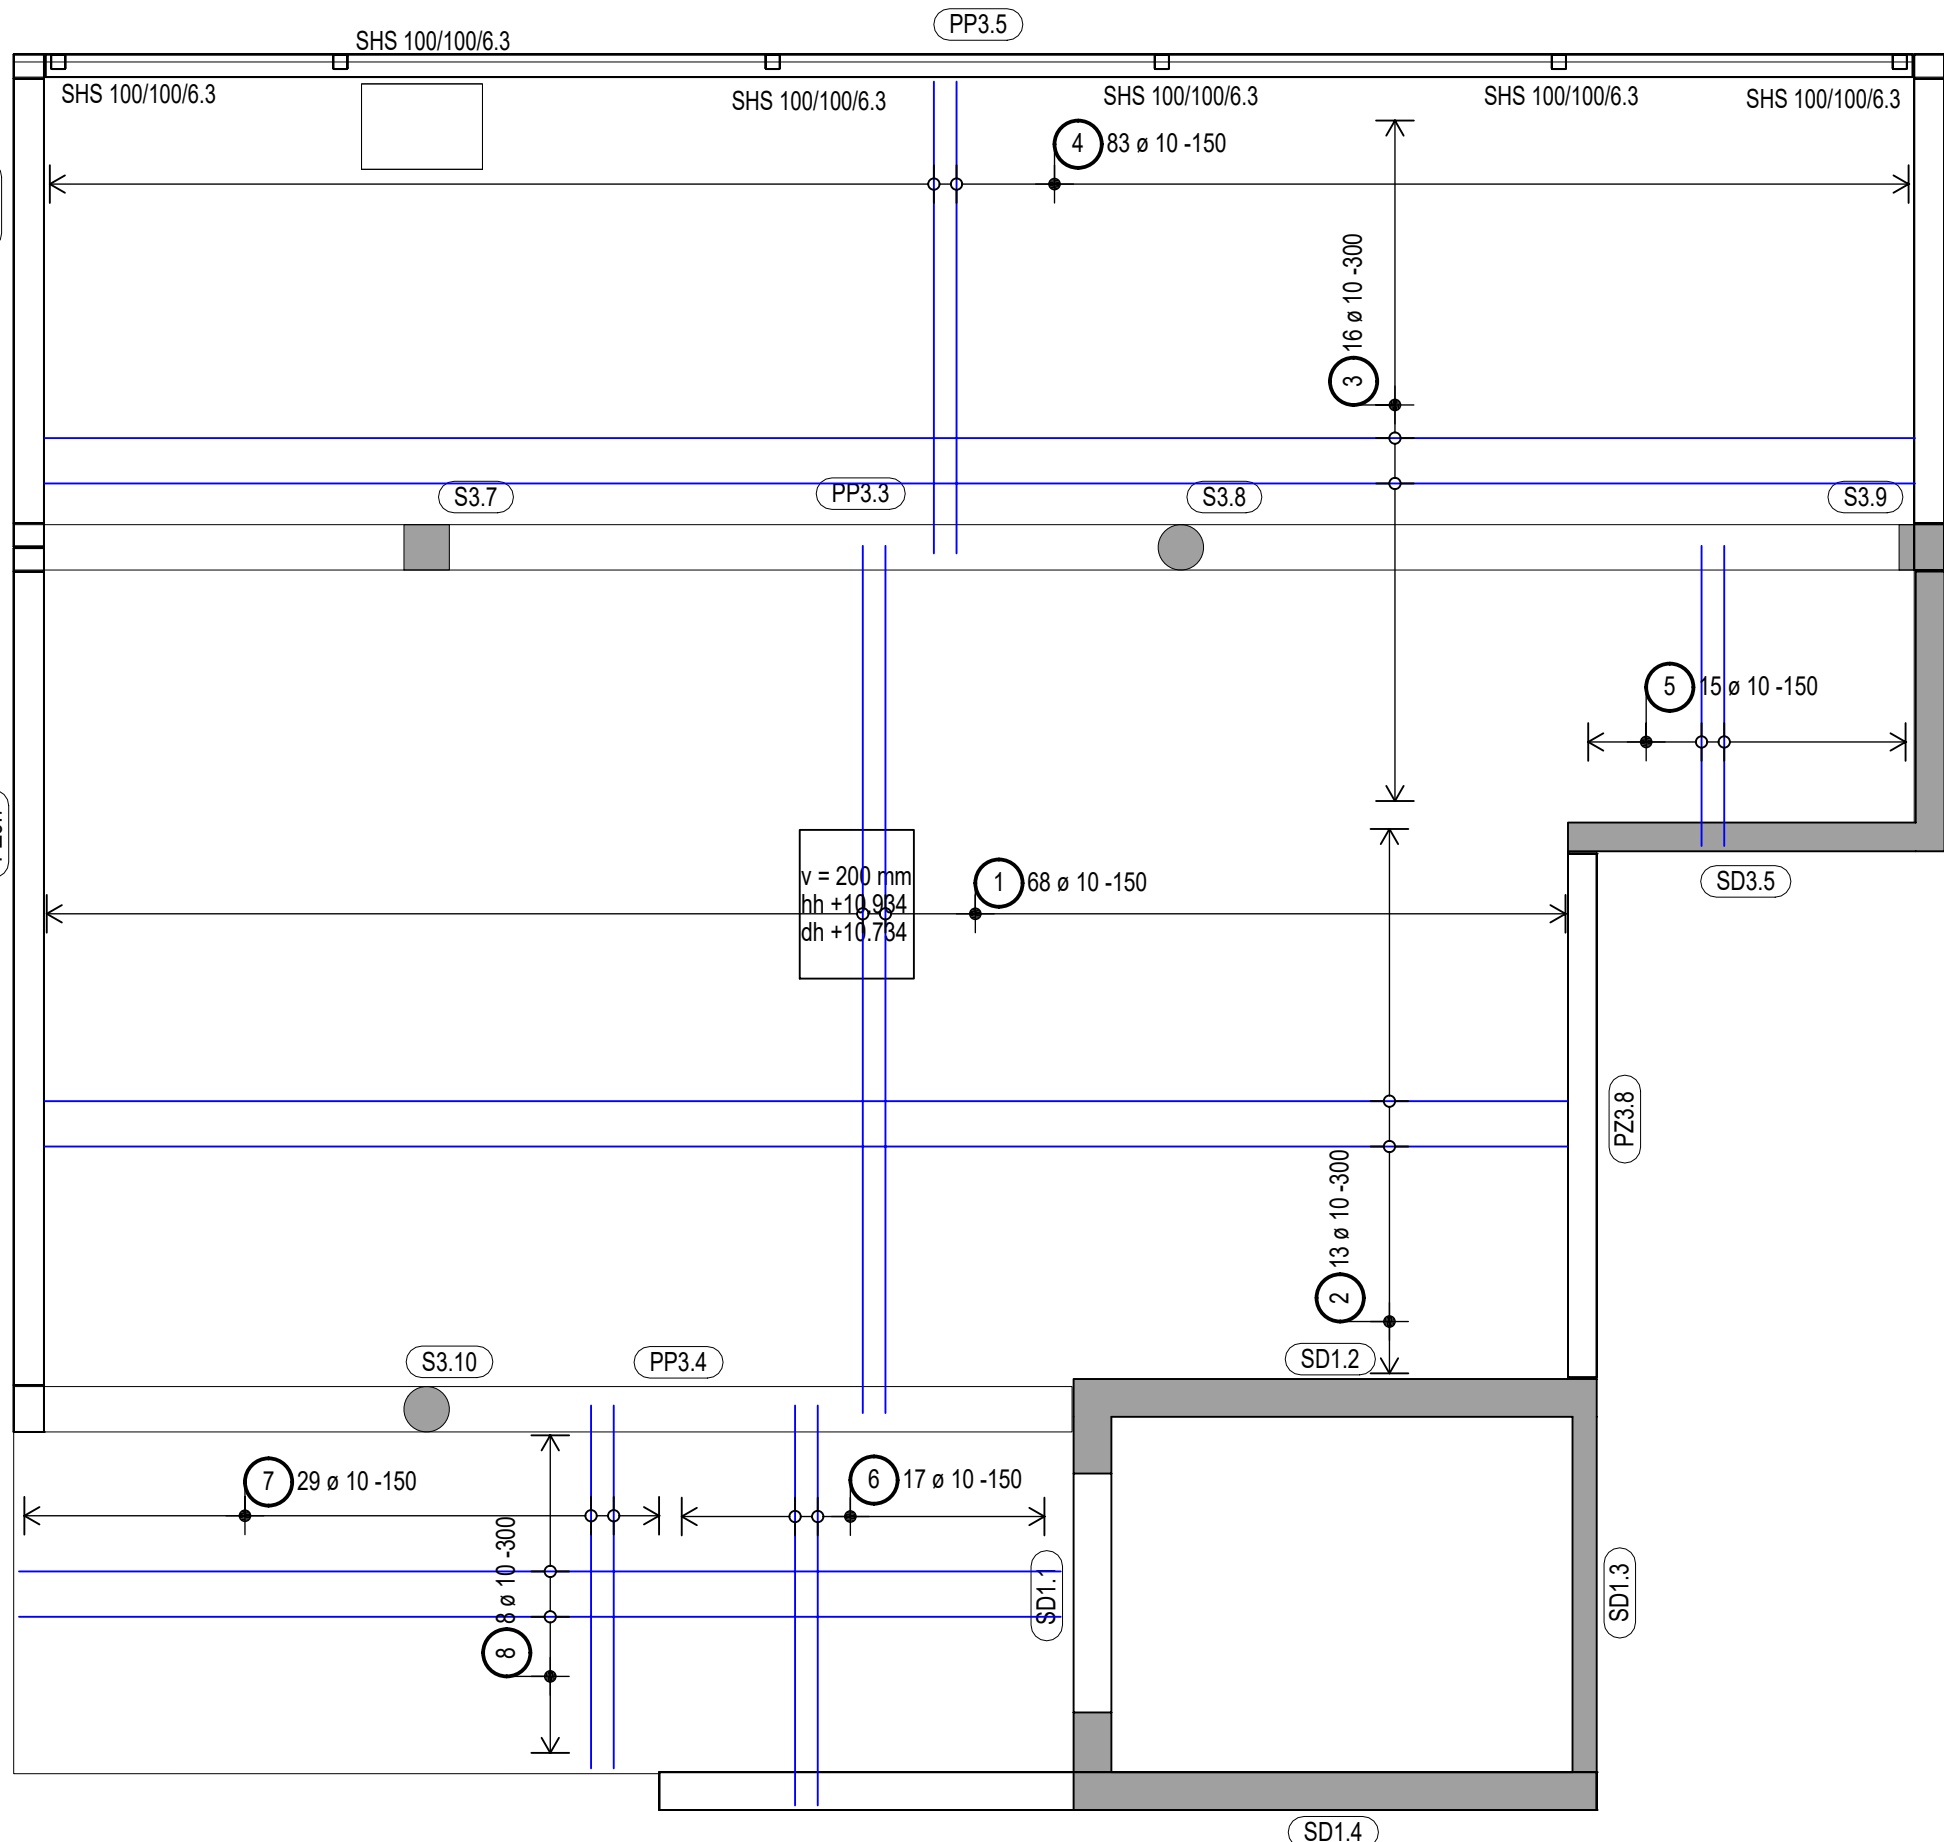 PP3.5
SHS 100/100/6.3
SHS 100/100/6.3
SHS 100/100/6.3
SHS 100/100/6.3
SHS 100/100/6.3
SHS 100/100/6.3
4 83 ø 10 -150
3 16 ø 10 -300
S3.7
PP3.3
S3.8
S3.9
5 15 ø 10 -150
v = 200 mm
hh +10.934
dh +10.734
1 68 ø 10 -150
SD3.5
PZ3.8
2 13 ø 10 -300
S3.10
PP3.4
SD1.2
7 29 ø 10 -150
6 17 ø 10 -150
8 8 ø 10 -300
SD1.1
SD1.3
SD1.4